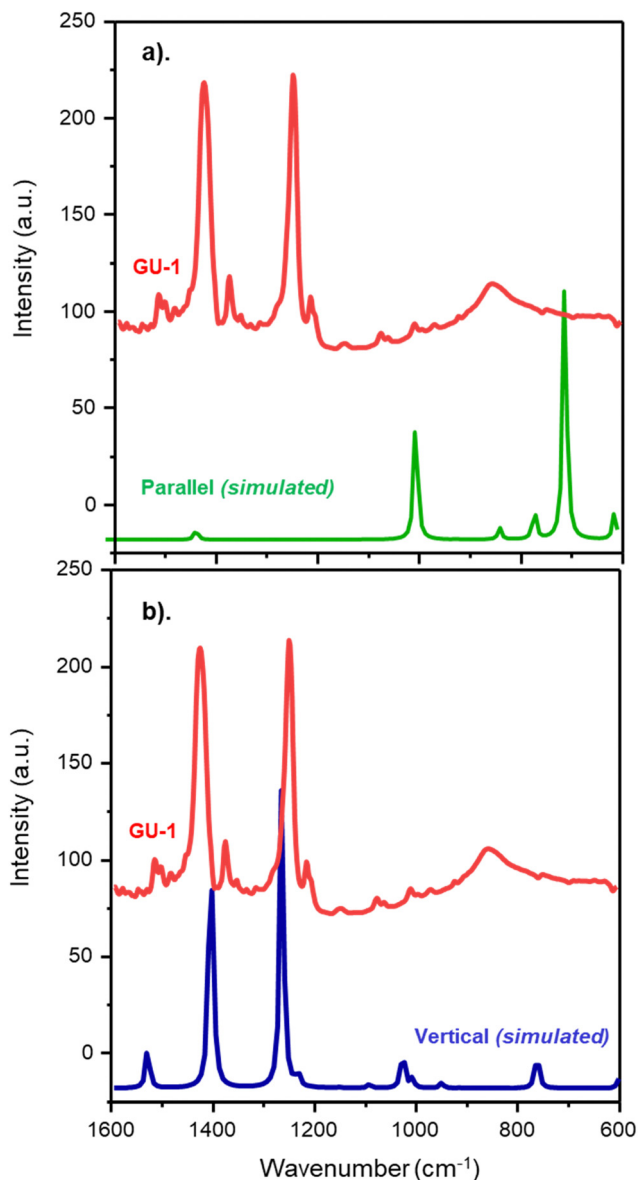 a).
250
200
150
100
50
0
Intensity (a.u.)
GU-1
Parallel (simulated)
b).
250
200
150
100
50
0
Intensity (a.u.)
GU-1
Vertical (simulated)
1600 1400 1200 1000 800 600
Wavenumber (cm⁻¹)